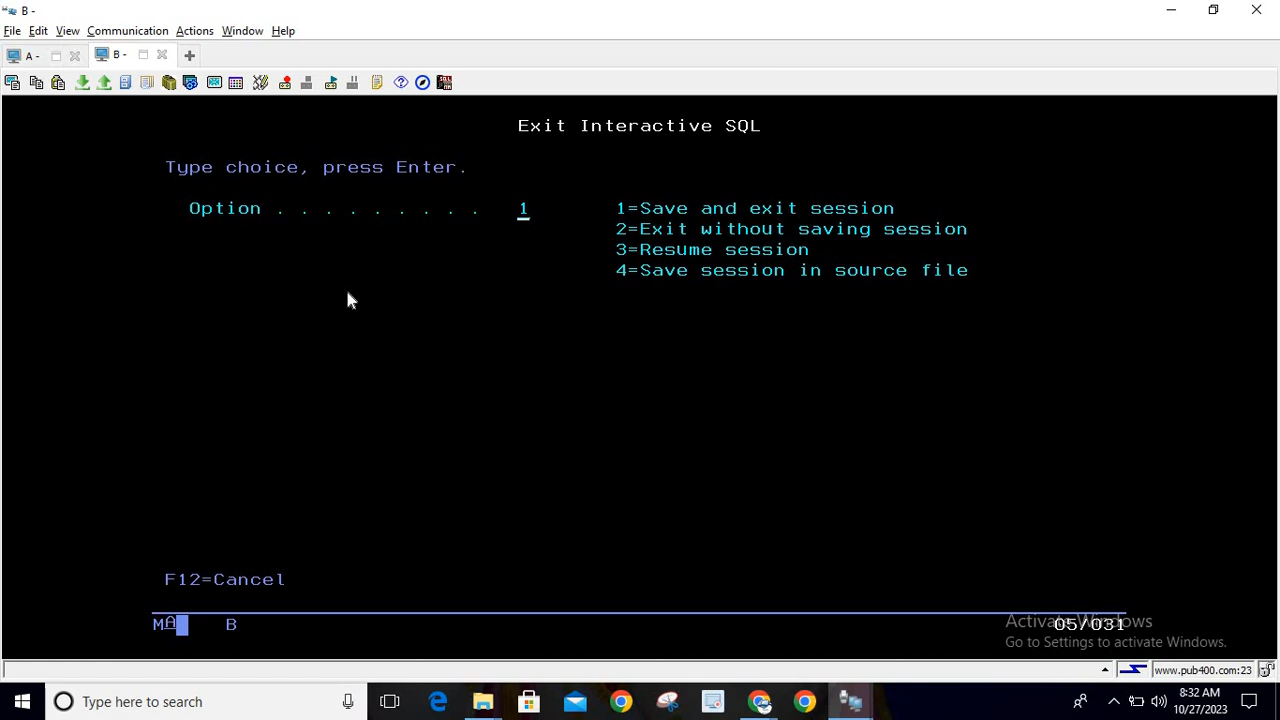 B -
File Edit View Communication Actions Window Help
A - B -
Exit Interactive SQL
Type choice, press Enter.
Option . . . . . . . . . 1 1=Save and exit session
2=Exit without saving session
3=Resume session
4=Save session in source file
F12=Cancel
MA B 05/031
Activate Windows
Go to Settings to activate Windows.
www.pub400.com:23
Type here to search
8:32 AM
10/27/2023